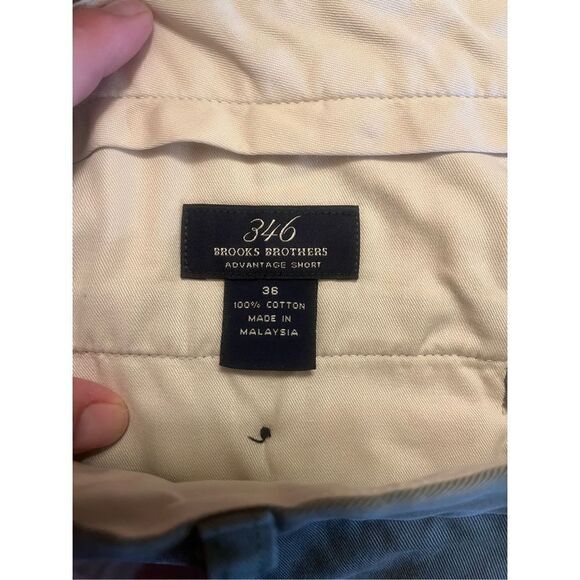 346
BROOKS BROTHERS
ADVANTAGE SHORT
36
100% COTTON
MADE IN
MALAYSIA